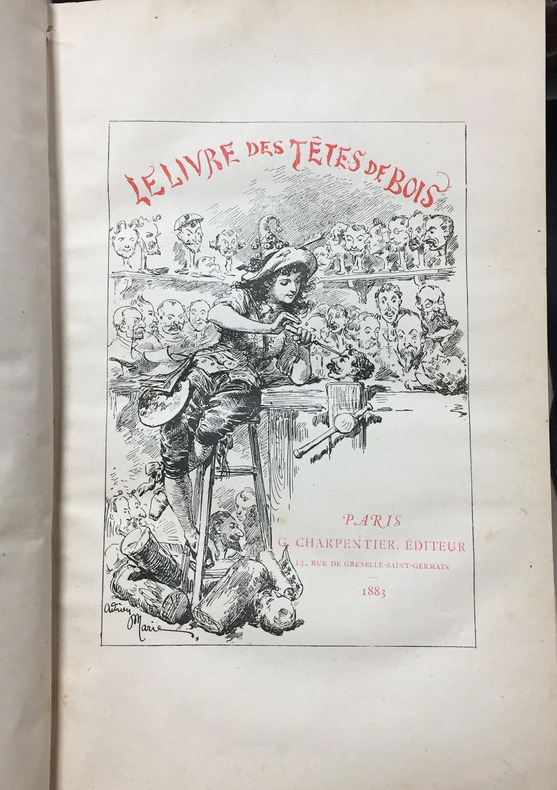 LE LIVRE DES TÊTES DE BOIS
PARIS
G. CHARPENTIER, ÉDITEUR
13, RUE DE GRENELLE-SAINT-GERMAIN
1883
Adrien
Marie